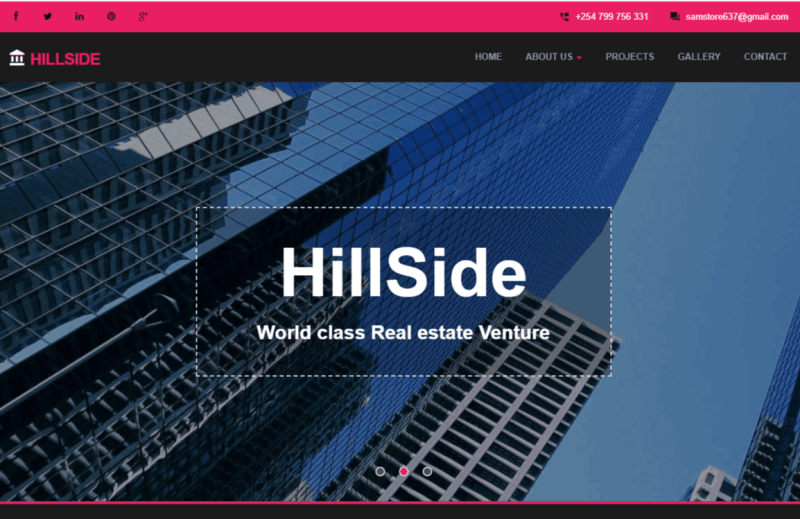 +254 799 756 331 samstore637@gmail.com
HILLSIDE HOME ABOUT US PROJECTS GALLERY CONTACT
HillSide
World class Real estate Venture